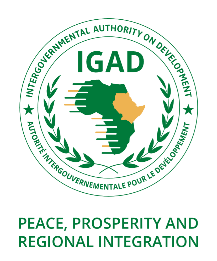 INTERGOVERNMENTAL AUTHORITY ON DEVELOPMENT
IGAD
AUTORITÉ INTERGOUVERNEMENTALE POUR LE DÉVELOPPEMENT
PEACE, PROSPERITY AND
REGIONAL INTEGRATION